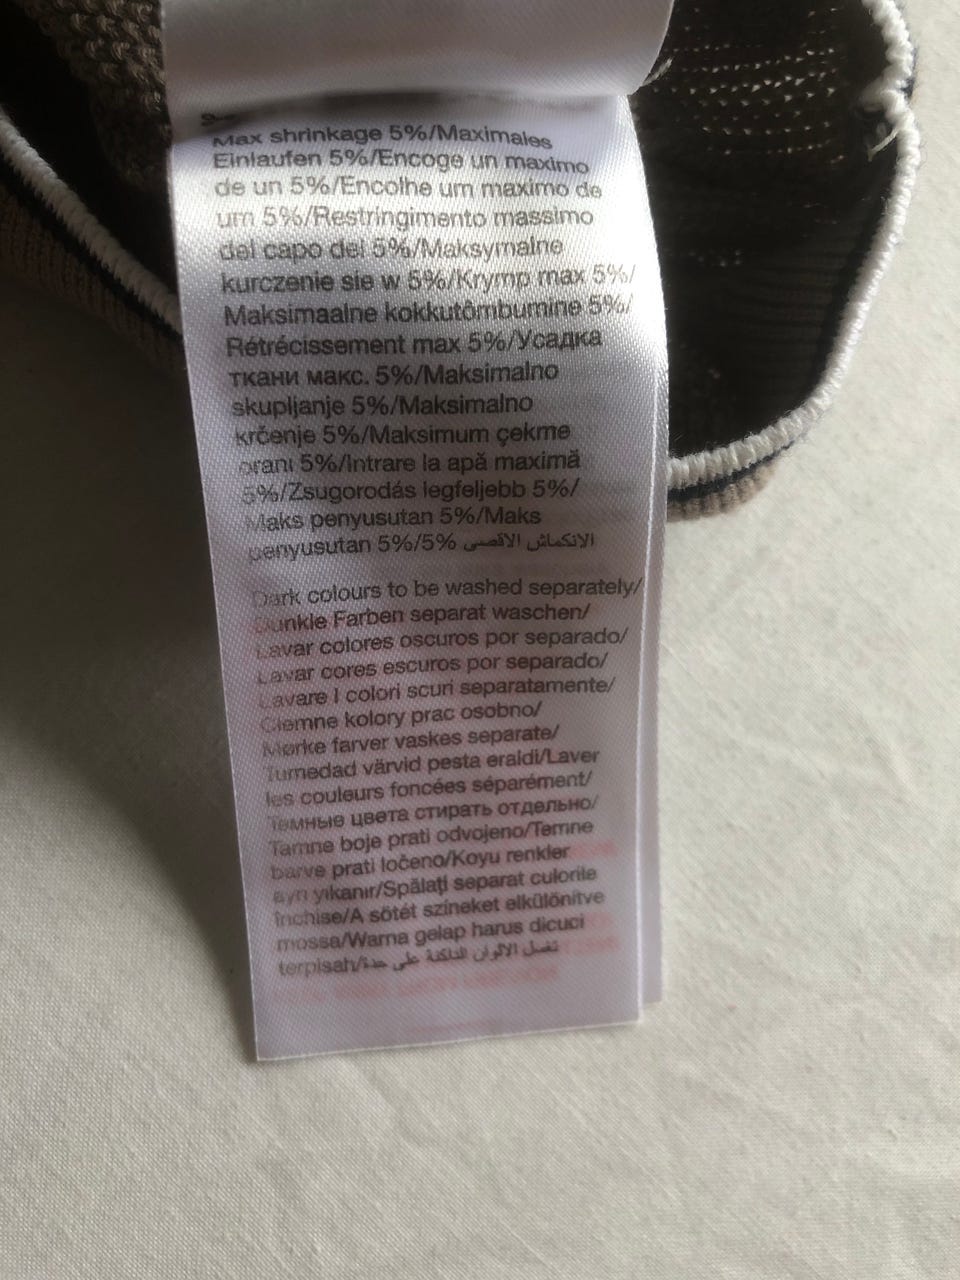 Max shrinkage 5%/Maximales
Einlaufen 5%/Encoge un maximo
de un 5%/Encolhe um maximo de
um 5%/Restringimento massimo
del capo del 5%/Maksymalne
kurczenie sie w 5%/Krymp max 5%/
Maksimaalne kokkutômbumine 5%/
Rétrécissement max 5%/Усадка
ткани макс. 5%/Maksimalno
skupljanje 5%/Maksimalno
krčenje 5%/Maksimum çekme
oranı 5%/Intrare la apă maximă
5%/Zsugorodás legfeljebb 5%/
Maks penyusutan 5%/Maks
penyusutan 5%/5% الانكماش الاقصى
Dark colours to be washed separately/
Dunkle Farben separat waschen/
Lavar colores oscuros por separado/
Lavar cores escuros por separado/
Lavare I colori scuri separatamente/
Ciemne kolory prac osobno/
Mørke farver vaskes separate/
Tumedad värvid pesta eraldi/Laver
les couleurs foncées séparément/
Темные цвета стирать отдельно/
Tamne boje prati odvojeno/Temne
barve prati ločeno/Koyu renkler
ayrı yıkanır/Spălaţi separat culorile
închise/A sötét színeket elkülönítve
mossa/Warna gelap harus dicuci
terpisah/تغسل الالوان الداكنة على حدة